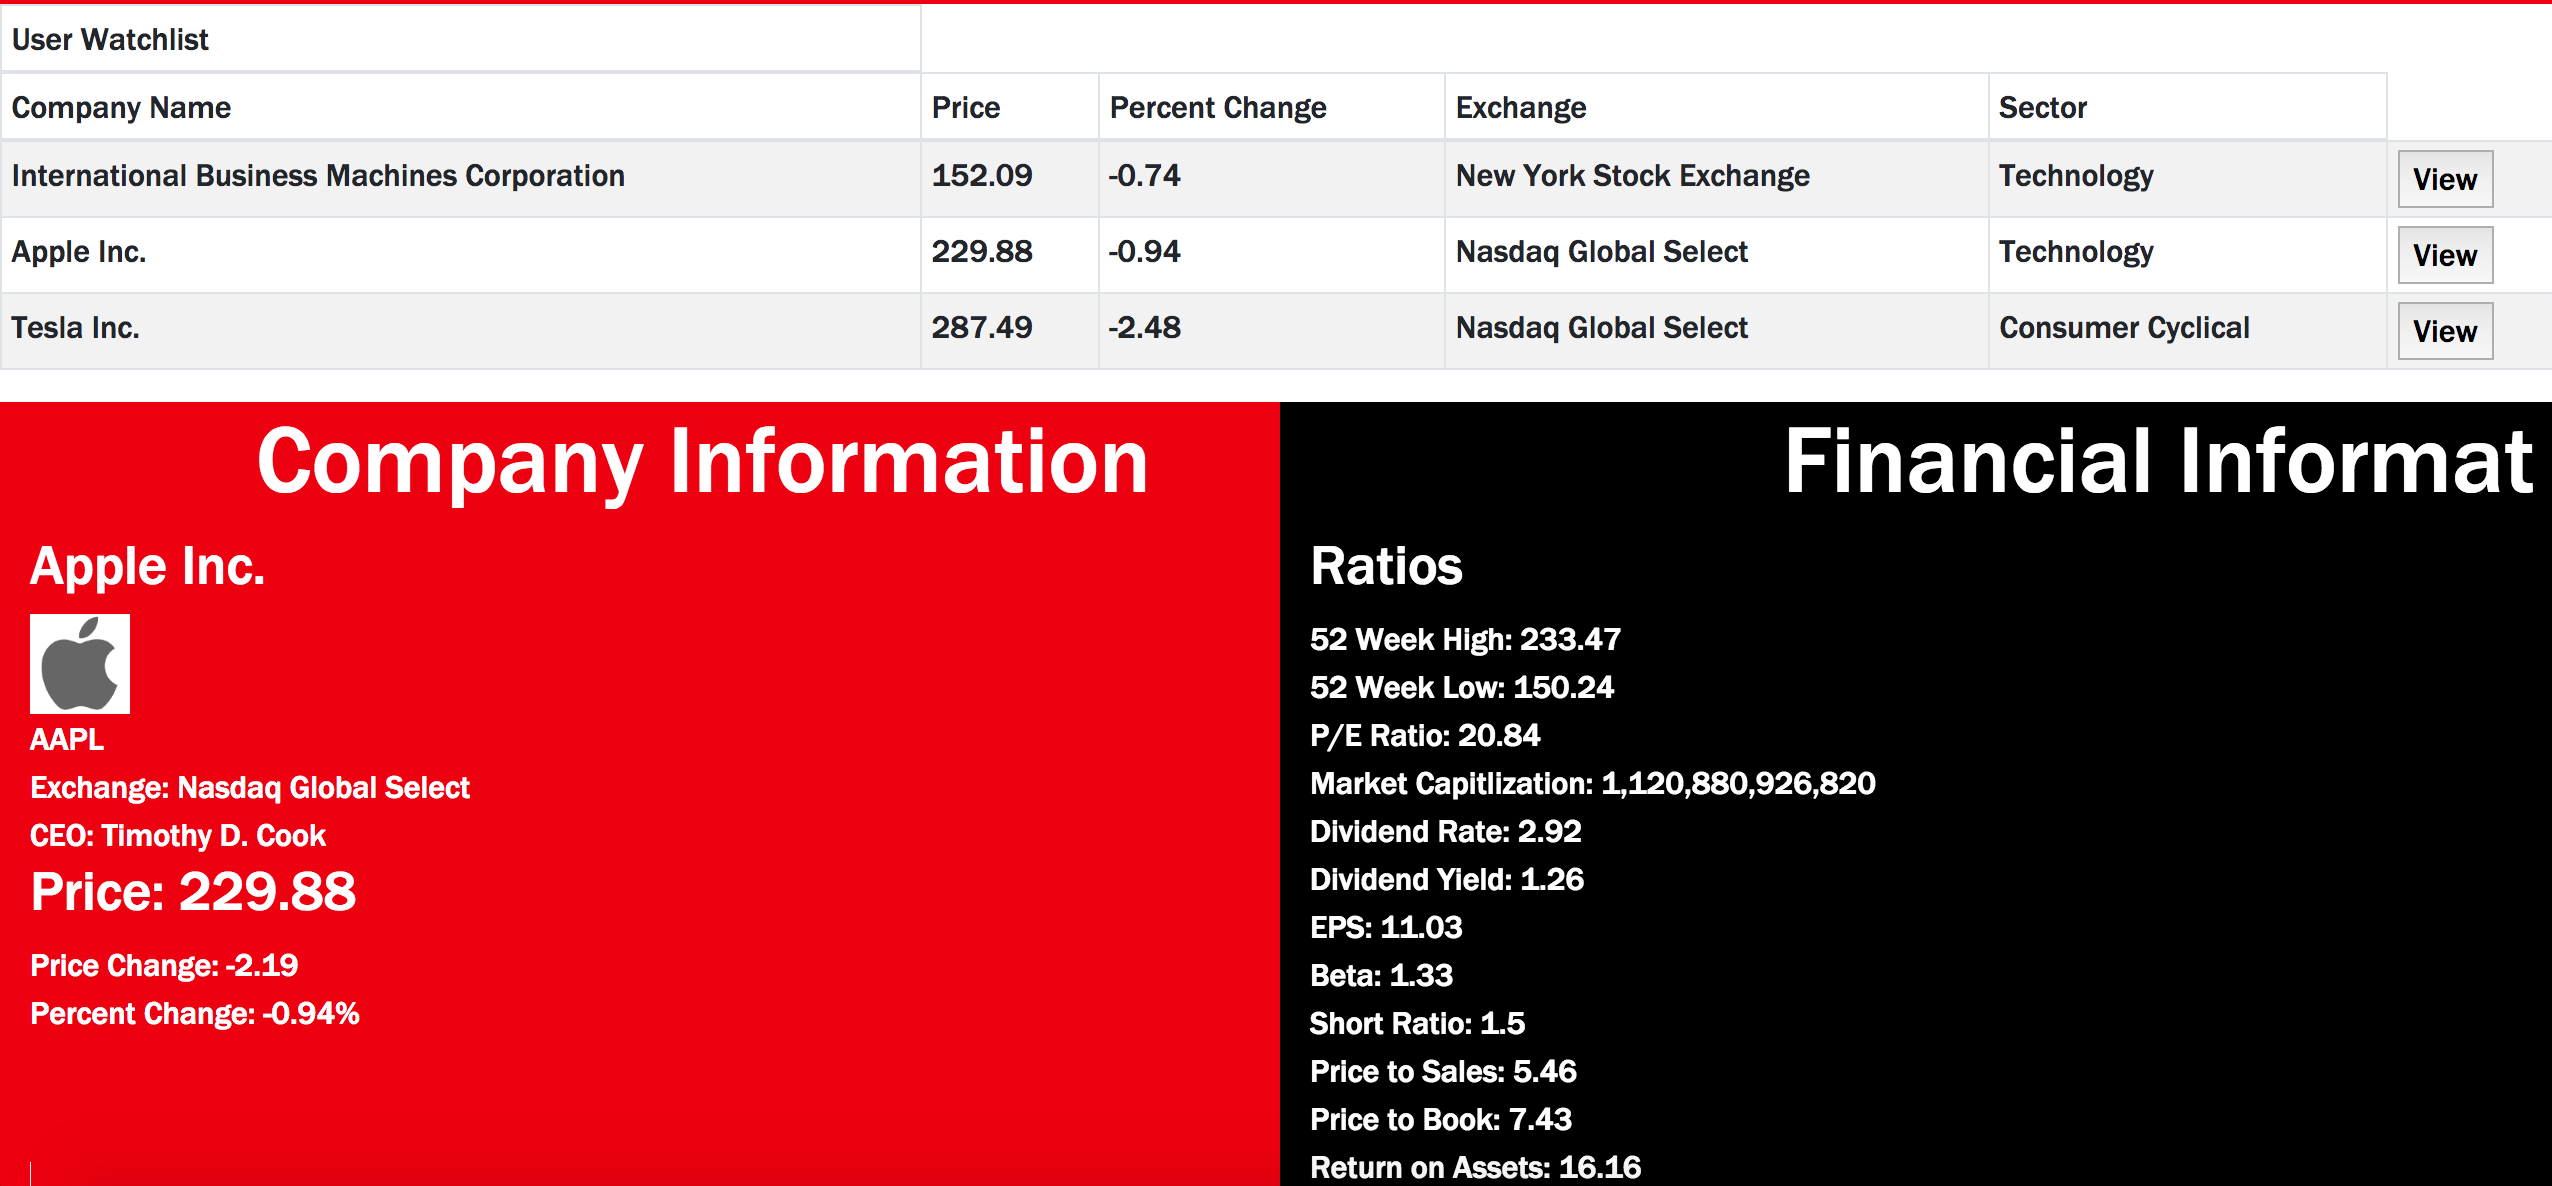 User Watchlist
Company Name Price Percent Change Exchange Sector
International Business Machines Corporation 152.09 -0.74 New York Stock Exchange Technology View
Apple Inc. 229.88 -0.94 Nasdaq Global Select Technology View
Tesla Inc. 287.49 -2.48 Nasdaq Global Select Consumer Cyclical View
Company Information
Apple Inc.
AAPL
Exchange: Nasdaq Global Select
CEO: Timothy D. Cook
Price: 229.88
Price Change: -2.19
Percent Change: -0.94%
Financial Informat
Ratios
52 Week High: 233.47
52 Week Low: 150.24
P/E Ratio: 20.84
Market Capitlization: 1,120,880,926,820
Dividend Rate: 2.92
Dividend Yield: 1.26
EPS: 11.03
Beta: 1.33
Short Ratio: 1.5
Price to Sales: 5.46
Price to Book: 7.43
Return on Assets: 16.16